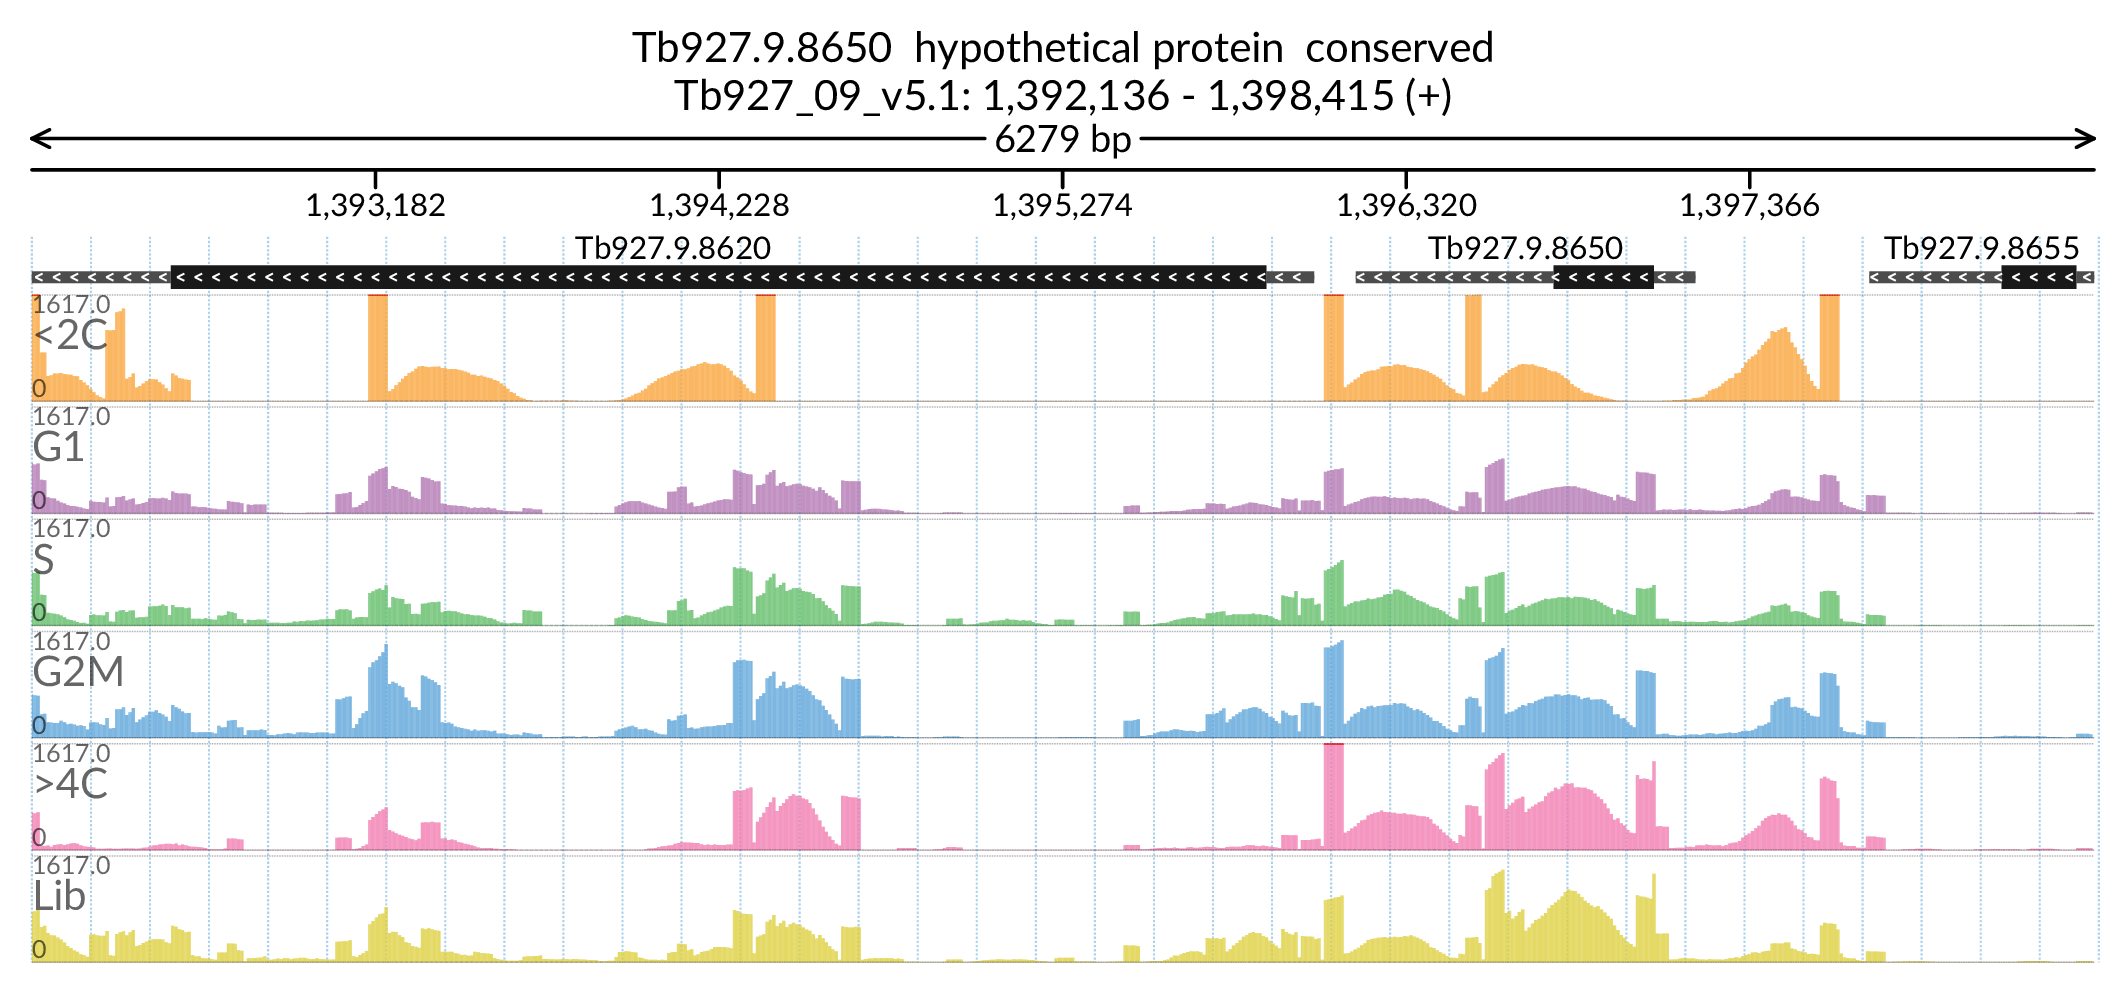 Tb927.9.8650 hypothetical protein conserved
Tb927_09_v5.1: 1,392,136 - 1,398,415 (+)
6279 bp
1,393,182 1,394,228 1,395,274 1,396,320 1,397,366
Tb927.9.8620 Tb927.9.8650 Tb927.9.8655
1617.0
<2C
0
1617.0
G1
0
1617.0
S
0
1617.0
G2M
0
1617.0
>4C
0
1617.0
Lib
0